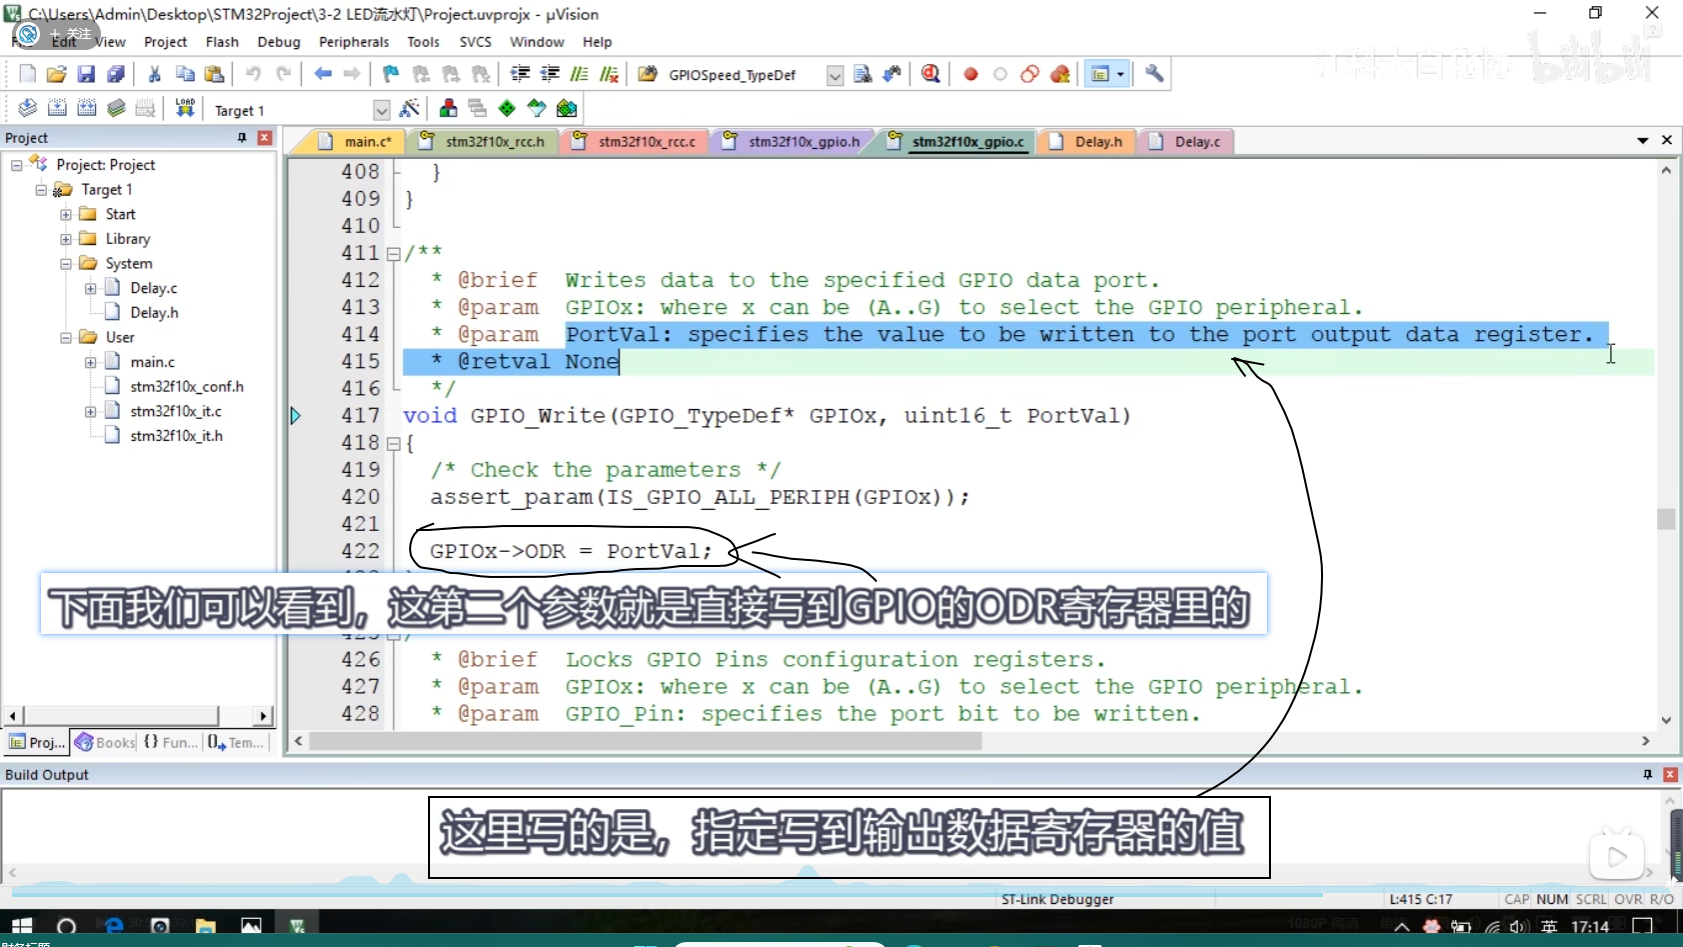 C:\Users\Admin\Desktop\STM32Project\3-2 LED流水灯\Project.uvprojx - µVision
+ 关注
Edit View Project Flash Debug Peripherals Tools SVCS Window Help
GPIOSpeed_TypeDef
Target 1
Project
main.c* stm32f10x_rcc.h stm32f10x_rcc.c stm32f10x_gpio.h stm32f10x_gpio.c Delay.h Delay.c
Project: Project
Target 1
Start
Library
System
Delay.c
Delay.h
User
main.c
stm32f10x_conf.h
stm32f10x_it.c
stm32f10x_it.h
Proj... Books {} Fun... Tem...
408 }
409 }
410
411 /**
412 * @brief Writes data to the specified GPIO data port.
413 * @param GPIOx: where x can be (A..G) to select the GPIO peripheral.
414 * @param PortVal: specifies the value to be written to the port output data register.
415 * @retval None
416 */
417 void GPIO_Write(GPIO_TypeDef* GPIOx, uint16_t PortVal)
418 {
419 /* Check the parameters */
420 assert_param(IS_GPIO_ALL_PERIPH(GPIOx));
421
422 GPIOx->ODR = PortVal;
下面我们可以看到，这第二个参数就是直接写到GPIO的ODR寄存器里的
426 * @brief Locks GPIO Pins configuration registers.
427 * @param GPIOx: where x can be (A..G) to select the GPIO peripheral.
428 * @param GPIO_Pin: specifies the port bit to be written.
Build Output
这里写的是，指定写到输出数据寄存器的值
ST-Link Debugger L:415 C:17 CAP NUM SCRL OVR R/O
英 17:14